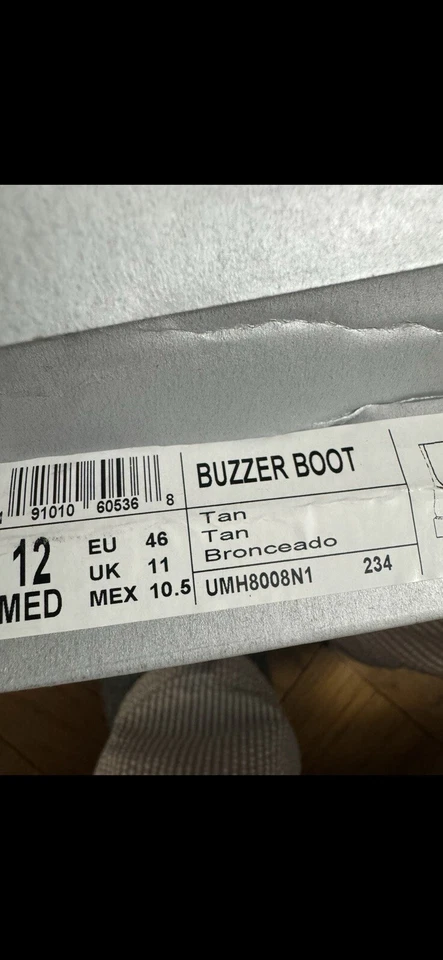 91010 60536 8
BUZZER BOOT
Tan
Tan
Bronceado
12
MED
EU 46
UK 11
MEX 10.5
UMH8008N1 234